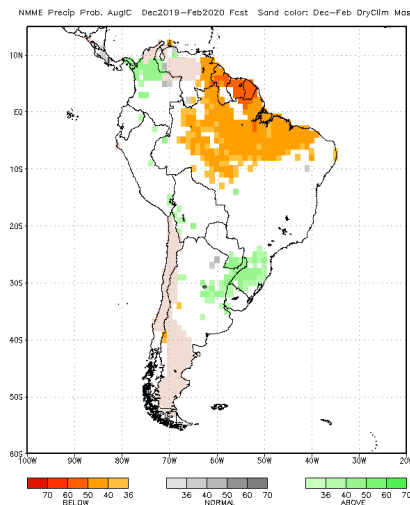 NMME Precip Prob. AugIC Dec2019-Feb2020 Fcst Sand color: Dec-Feb DryClim Mas
10N
EQ
10S
20S
30S
40S
50S
60S
100W 90W 80W 70W 60W 50W 40W 30W 20W
70 60 50 40 36 36 40 50 60 70 36 40 50 60 70
BELOW NORMAL ABOVE